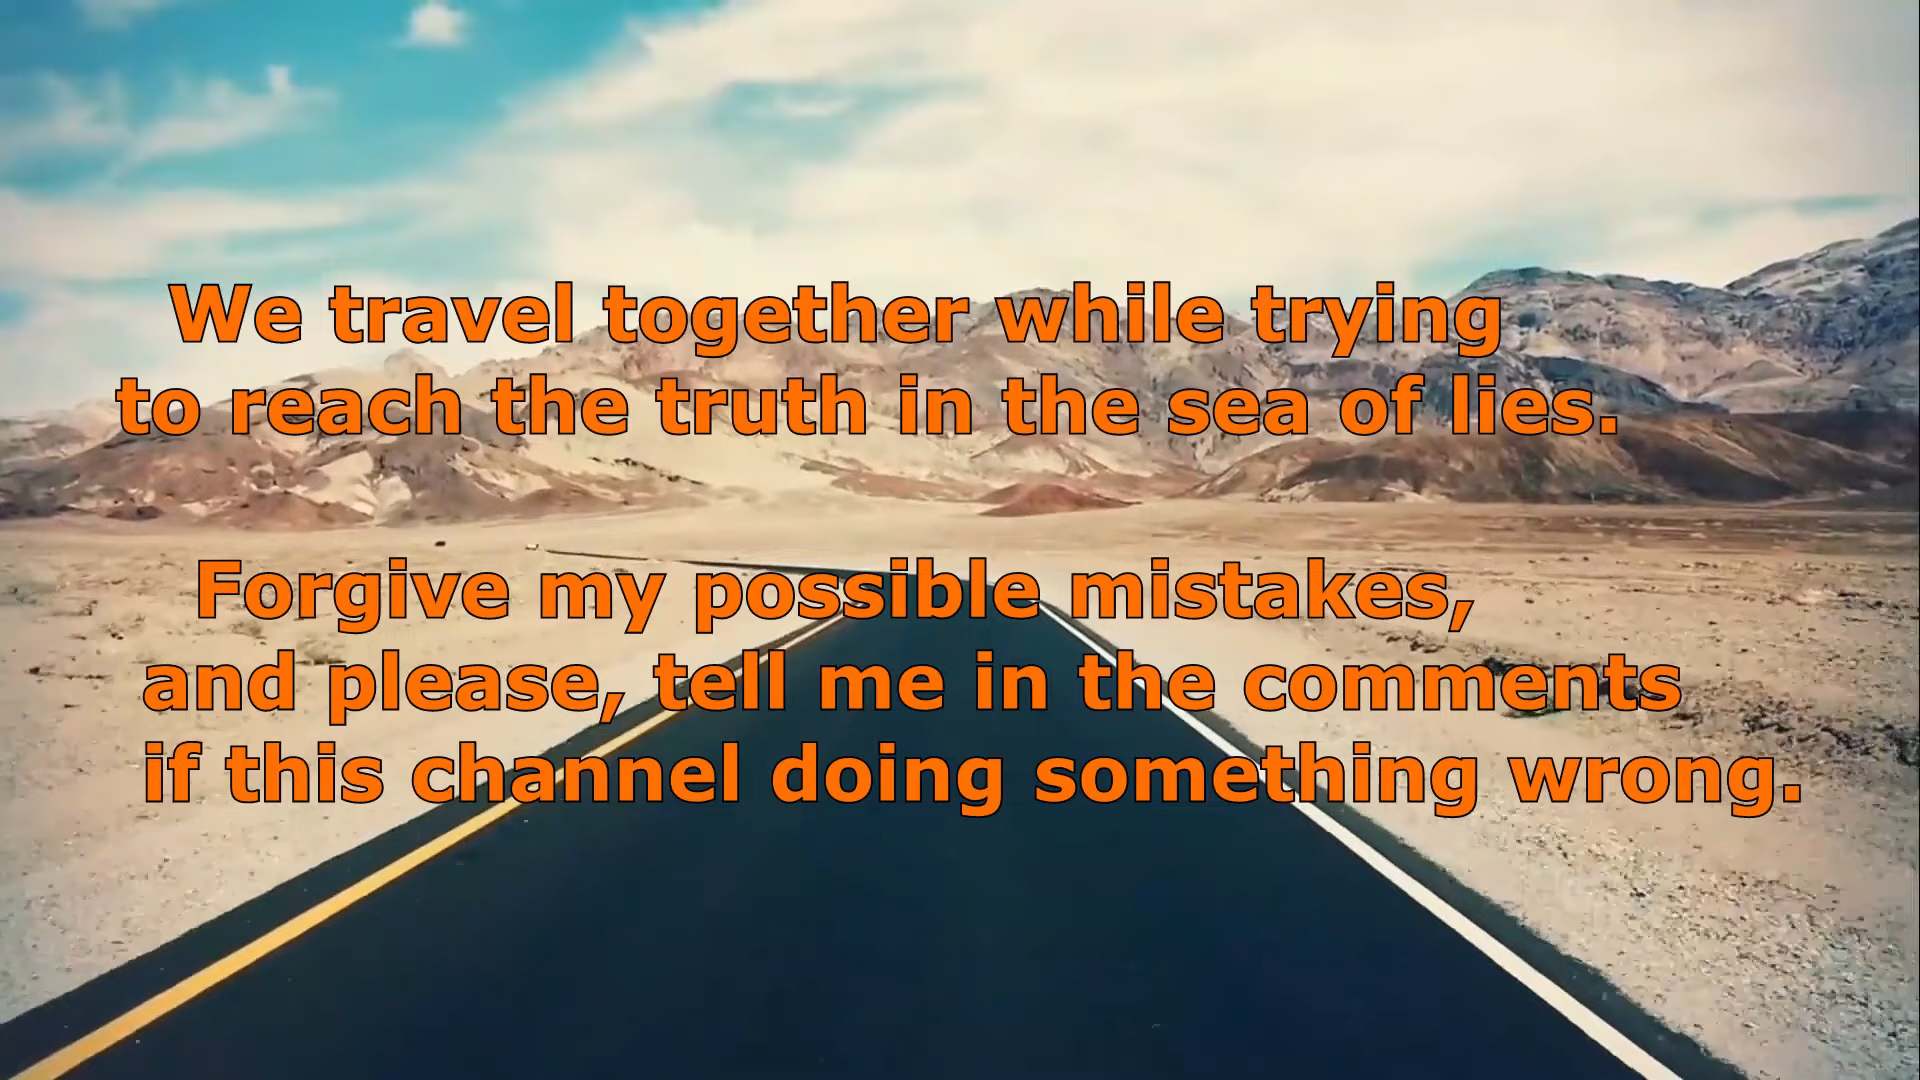 We travel together while trying
to reach the truth in the sea of lies.
Forgive my possible mistakes,
and please, tell me in the comments
if this channel doing something wrong.